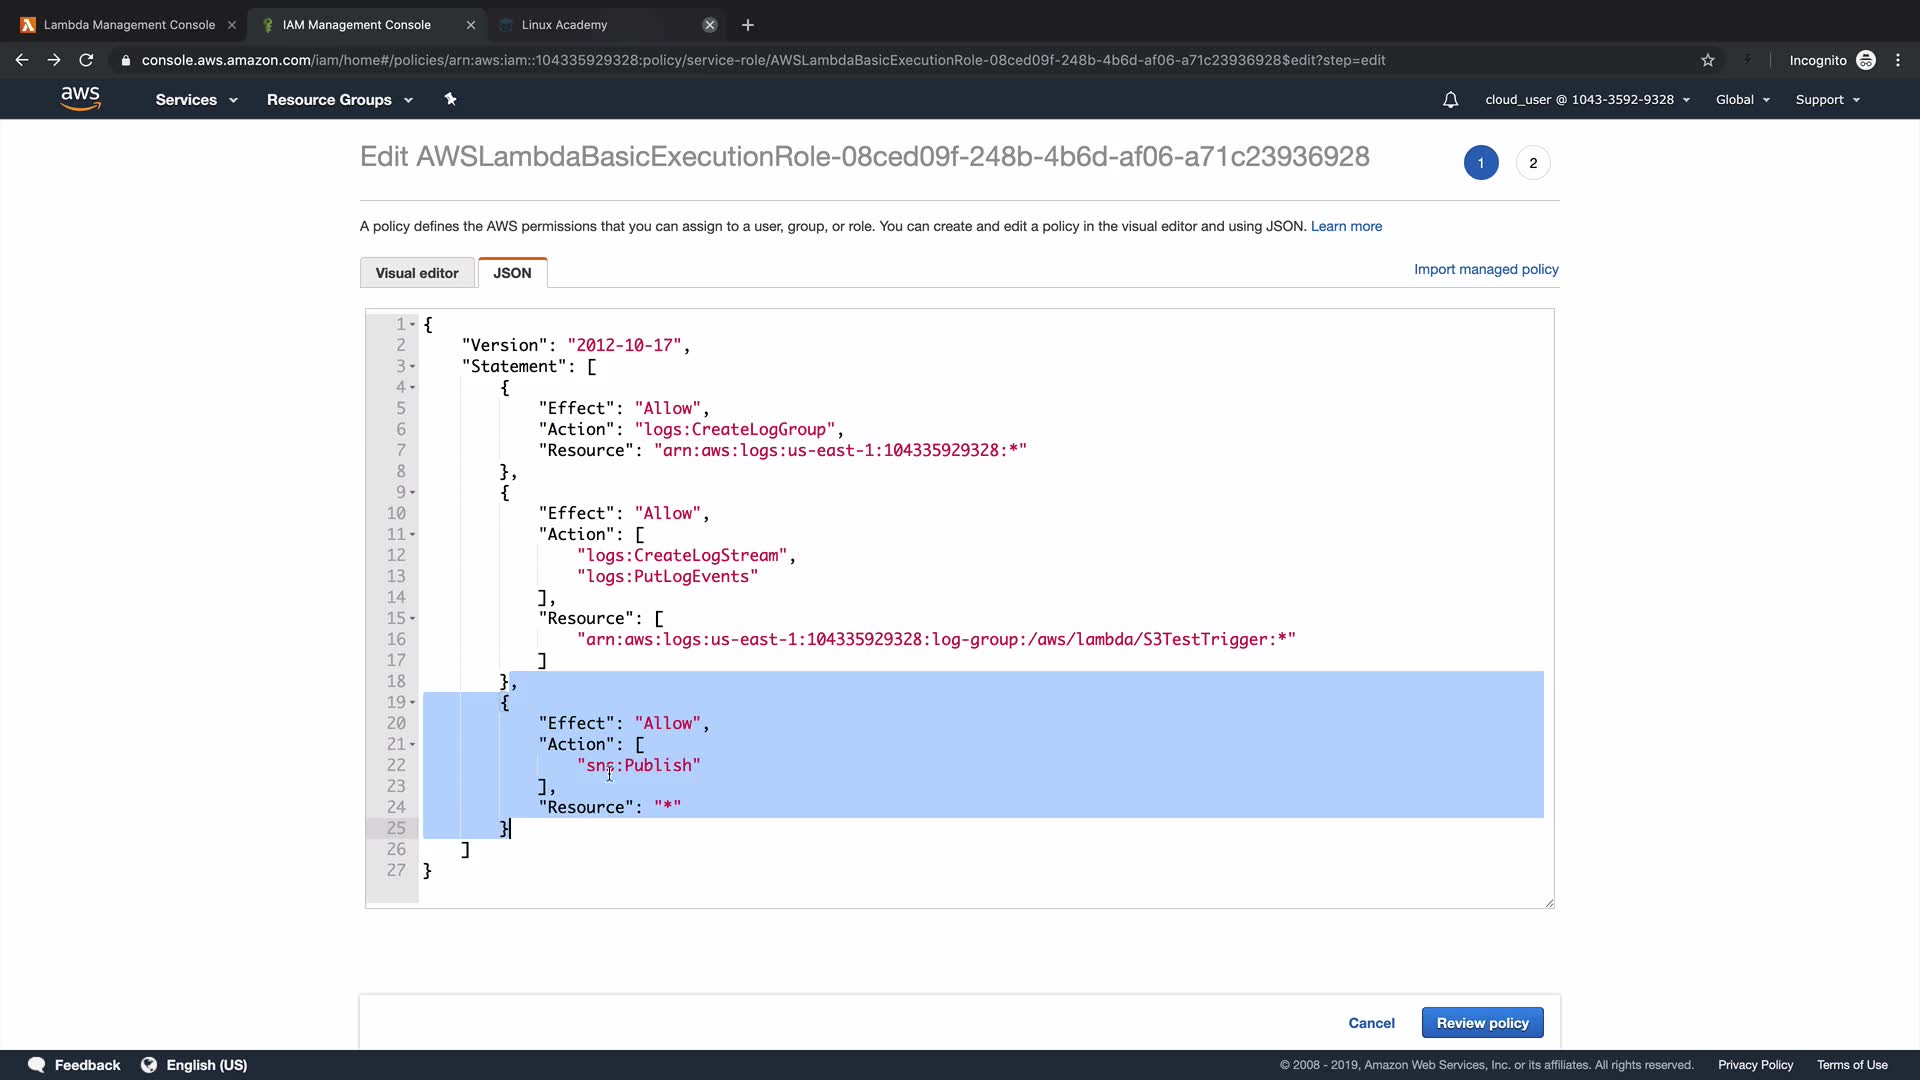 Lambda Management Console
IAM Management Console
Linux Academy
console.aws.amazon.com/iam/home#/policies/arn:aws:iam::104335929328:policy/service-role/AWSLambdaBasicExecutionRole-08ced09f-248b-4b6d-af06-a71c23936928$edit?step=edit
Incognito
aws
Services
Resource Groups
cloud_user @ 1043-3592-9328
Global
Support
Edit AWSLambdaBasicExecutionRole-08ced09f-248b-4b6d-af06-a71c23936928
1
2
A policy defines the AWS permissions that you can assign to a user, group, or role. You can create and edit a policy in the visual editor and using JSON. Learn more
Visual editor
JSON
Import managed policy
1 {
2 "Version": "2012-10-17",
3 "Statement": [
4 {
5 "Effect": "Allow",
6 "Action": "logs:CreateLogGroup",
7 "Resource": "arn:aws:logs:us-east-1:104335929328:*"
8 },
9 {
10 "Effect": "Allow",
11 "Action": [
12 "logs:CreateLogStream",
13 "logs:PutLogEvents"
14 ],
15 "Resource": [
16 "arn:aws:logs:us-east-1:104335929328:log-group:/aws/lambda/S3TestTrigger:*"
17 ]
18 },
19 {
20 "Effect": "Allow",
21 "Action": [
22 "sns:Publish"
23 ],
24 "Resource": "*"
25 }
26 ]
27 }
Cancel
Review policy
Feedback
English (US)
© 2008 - 2019, Amazon Web Services, Inc. or its affiliates. All rights reserved.
Privacy Policy
Terms of Use